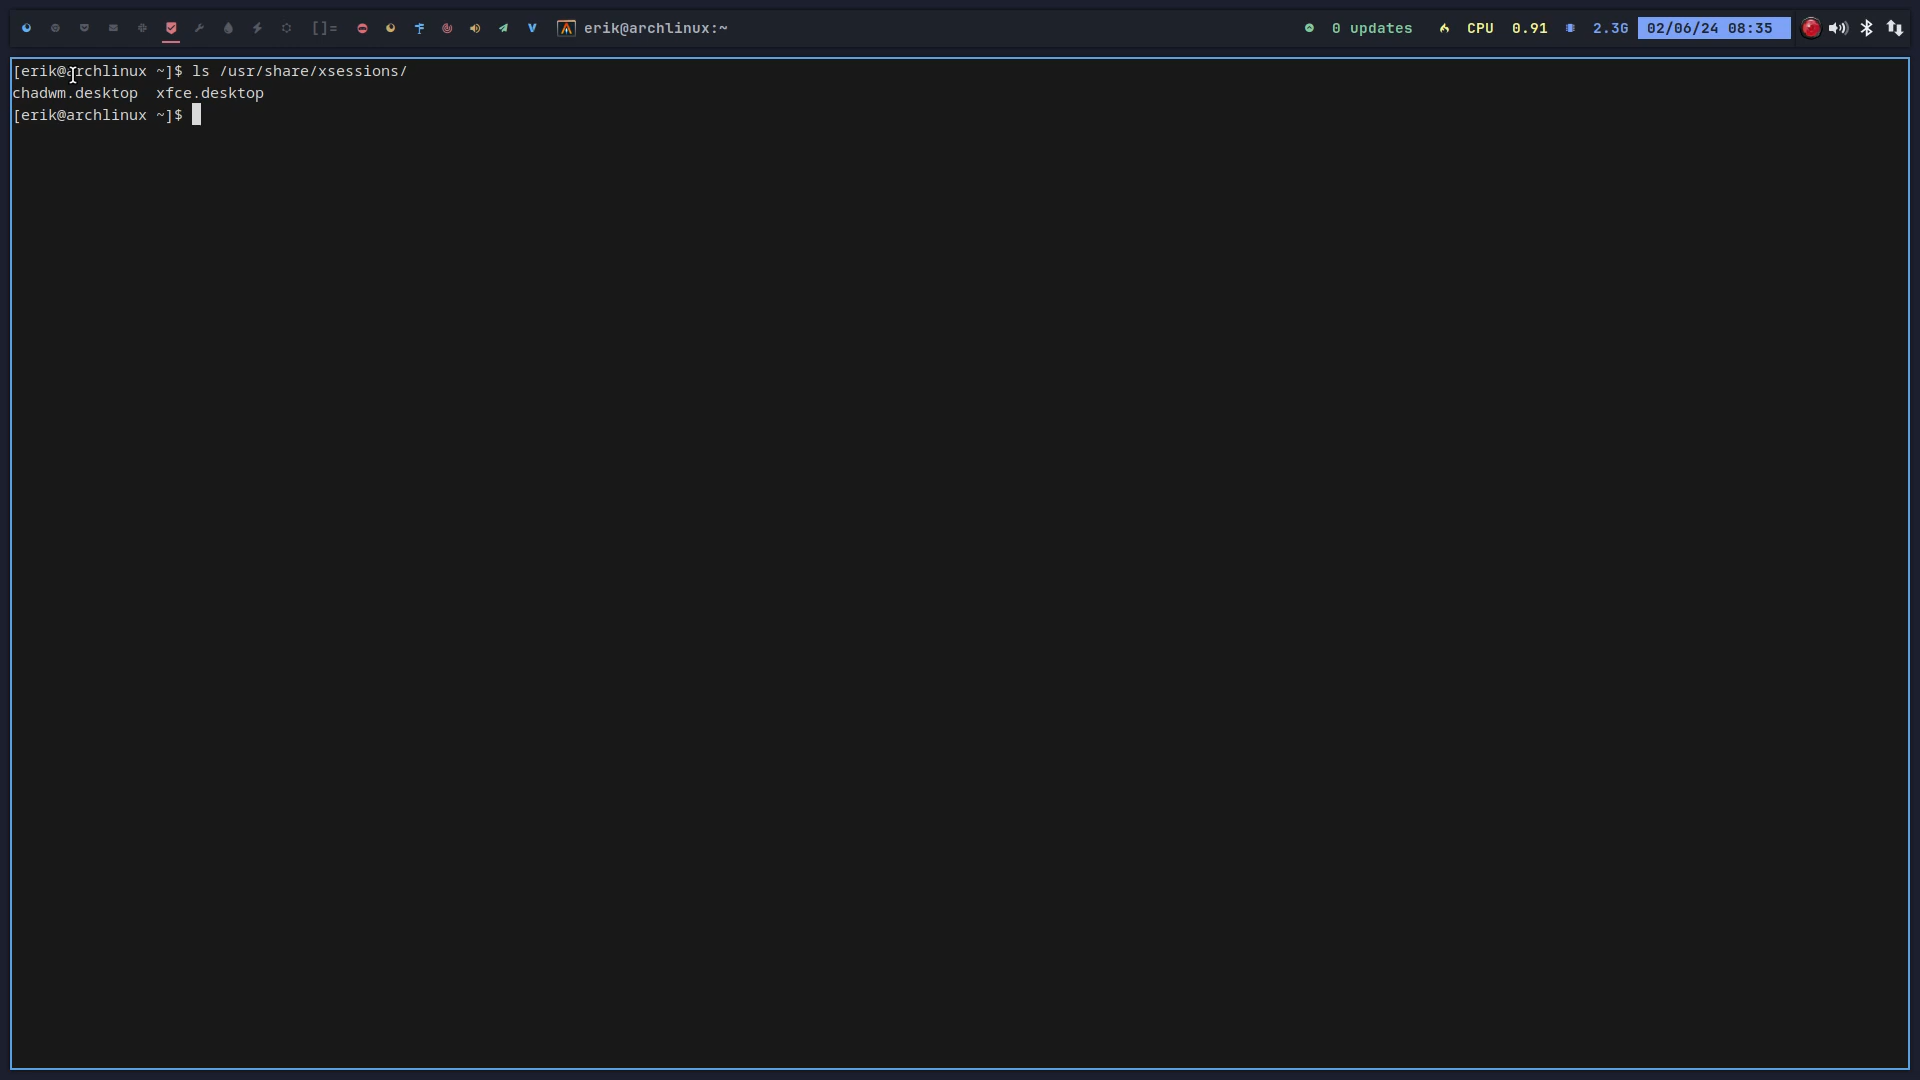 []= V erik@archlinux:~ 0 updates CPU 0.91 2.3G 02/06/24 08:35
[erik@archlinux ~]$ ls /usr/share/xsessions/
chadwm.desktop  xfce.desktop
[erik@archlinux ~]$